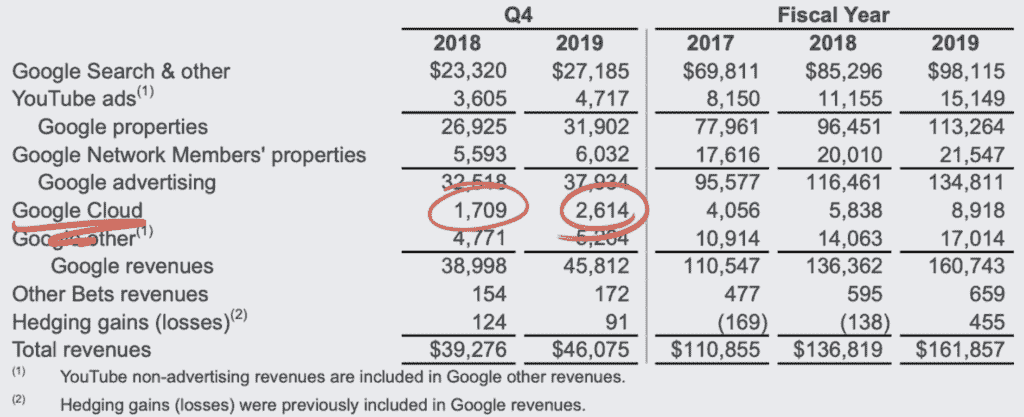 Q4 Fiscal Year
2018 2019 2017 2018 2019
Google Search & other $23,320 $27,185 $69,811 $85,296 $98,115
YouTube ads(1) 3,605 4,717 8,150 11,155 15,149
Google properties 26,925 31,902 77,961 96,451 113,264
Google Network Members' properties 5,593 6,032 17,616 20,010 21,547
Google advertising 32,518 37,934 95,577 116,461 134,811
Google Cloud 1,709 2,614 4,056 5,838 8,918
Google other(1) 4,771 5,264 10,914 14,063 17,014
Google revenues 38,998 45,812 110,547 136,362 160,743
Other Bets revenues 154 172 477 595 659
Hedging gains (losses)(2) 124 91 (169) (138) 455
Total revenues $39,276 $46,075 $110,855 $136,819 $161,857
(1) YouTube non-advertising revenues are included in Google other revenues.
(2) Hedging gains (losses) were previously included in Google revenues.